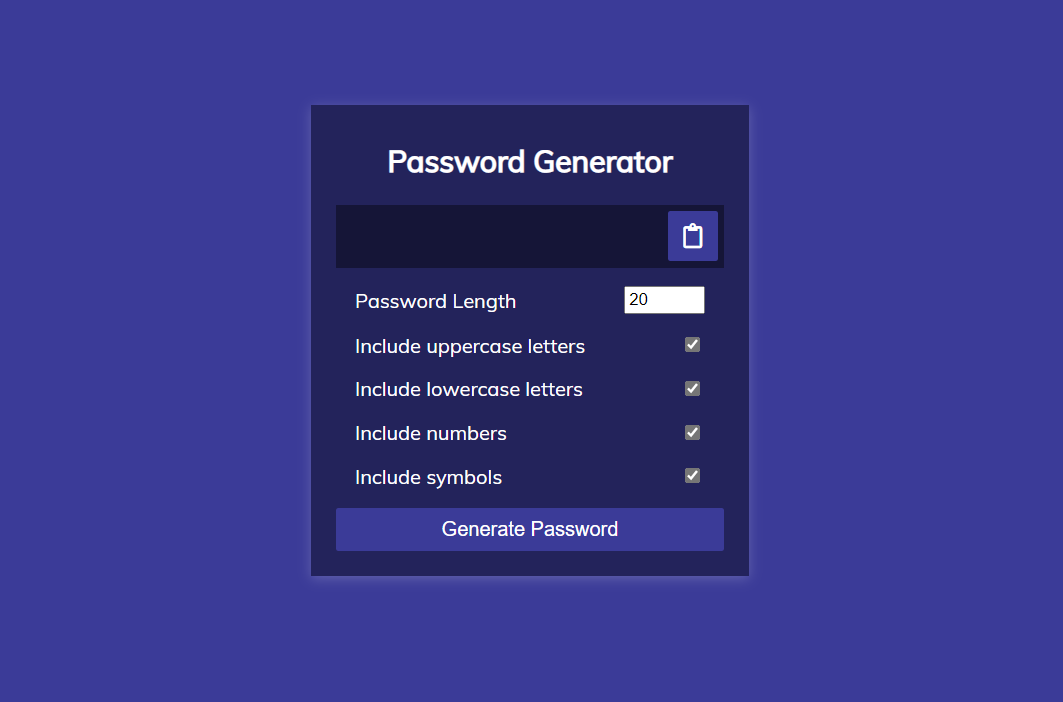 Password Generator
Password Length 20
Include uppercase letters
Include lowercase letters
Include numbers
Include symbols
Generate Password